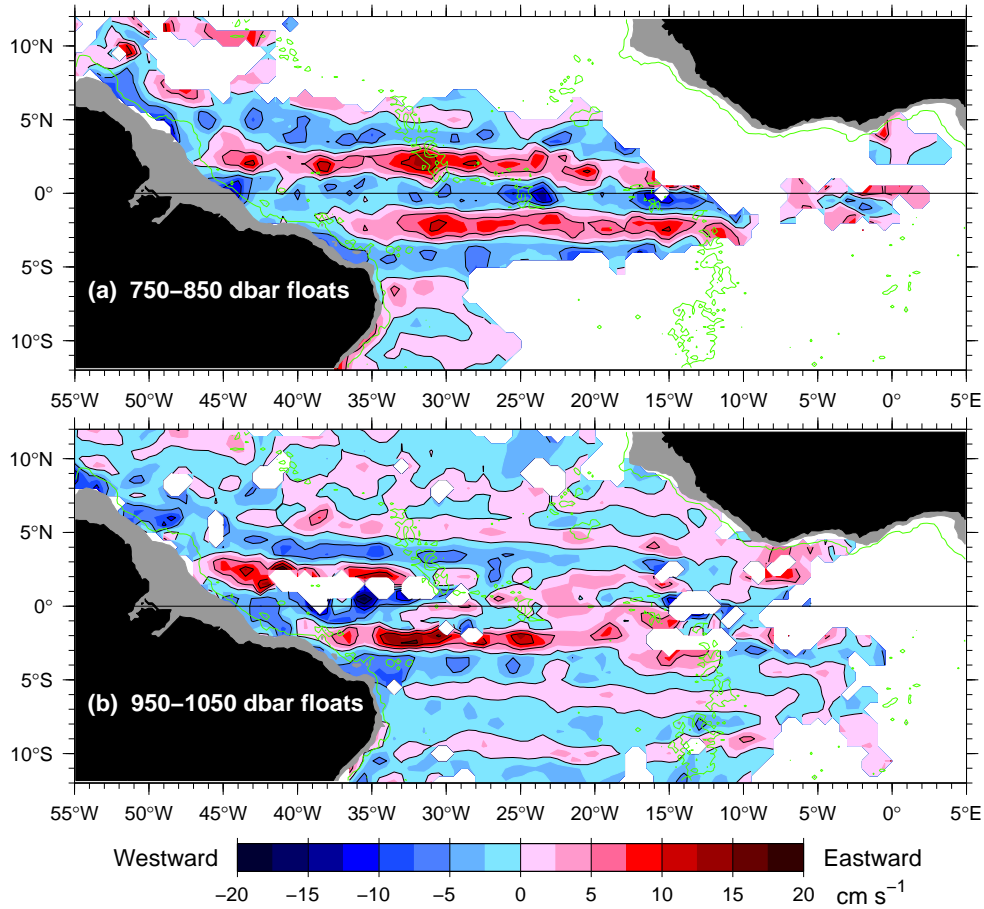 10°N
5°N
0°
5°S
10°S
(a) 750−850 dbar floats
55°W 50°W 45°W 40°W 35°W 30°W 25°W 20°W 15°W 10°W 5°W 0° 5°E
10°N
5°N
0°
5°S
10°S
(b) 950−1050 dbar floats
55°W 50°W 45°W 40°W 35°W 30°W 25°W 20°W 15°W 10°W 5°W 0° 5°E
Westward Eastward
−20 −15 −10 −5 0 5 10 15 20 cm s⁻¹